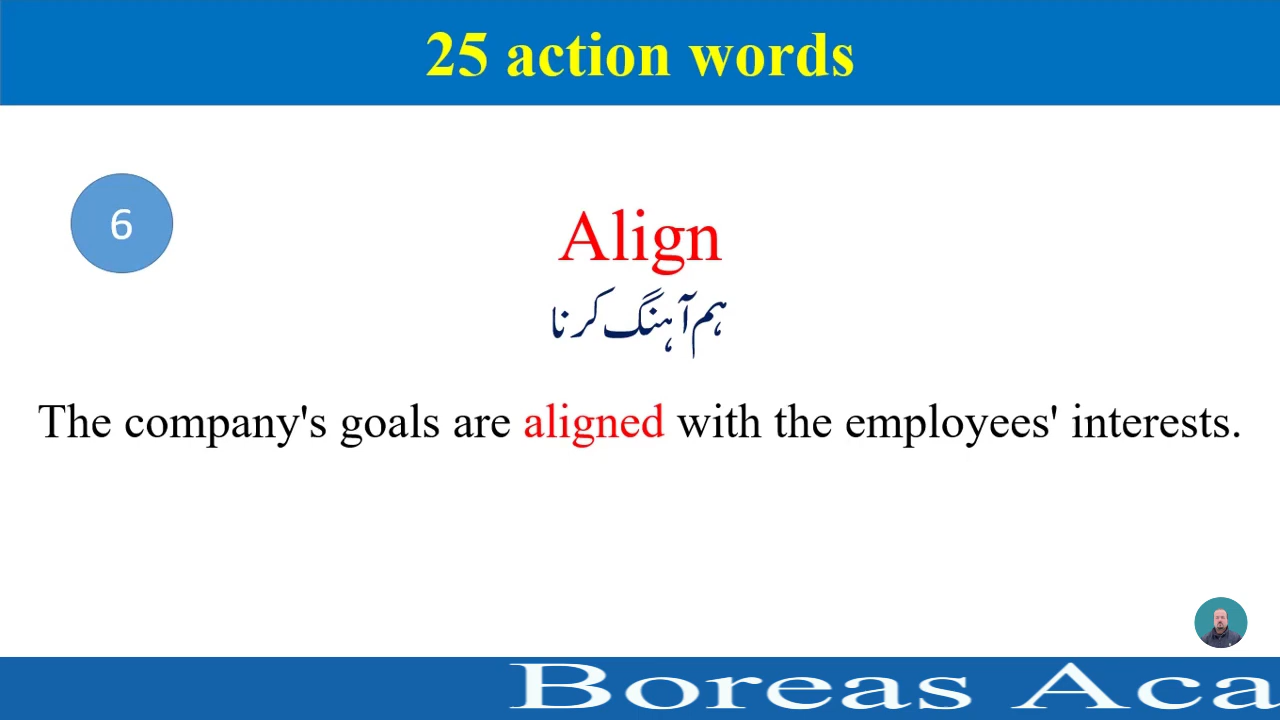 25 action words
6
Align
ہم آہنگ کرنا
The company's goals are aligned with the employees' interests.
Boreas Aca